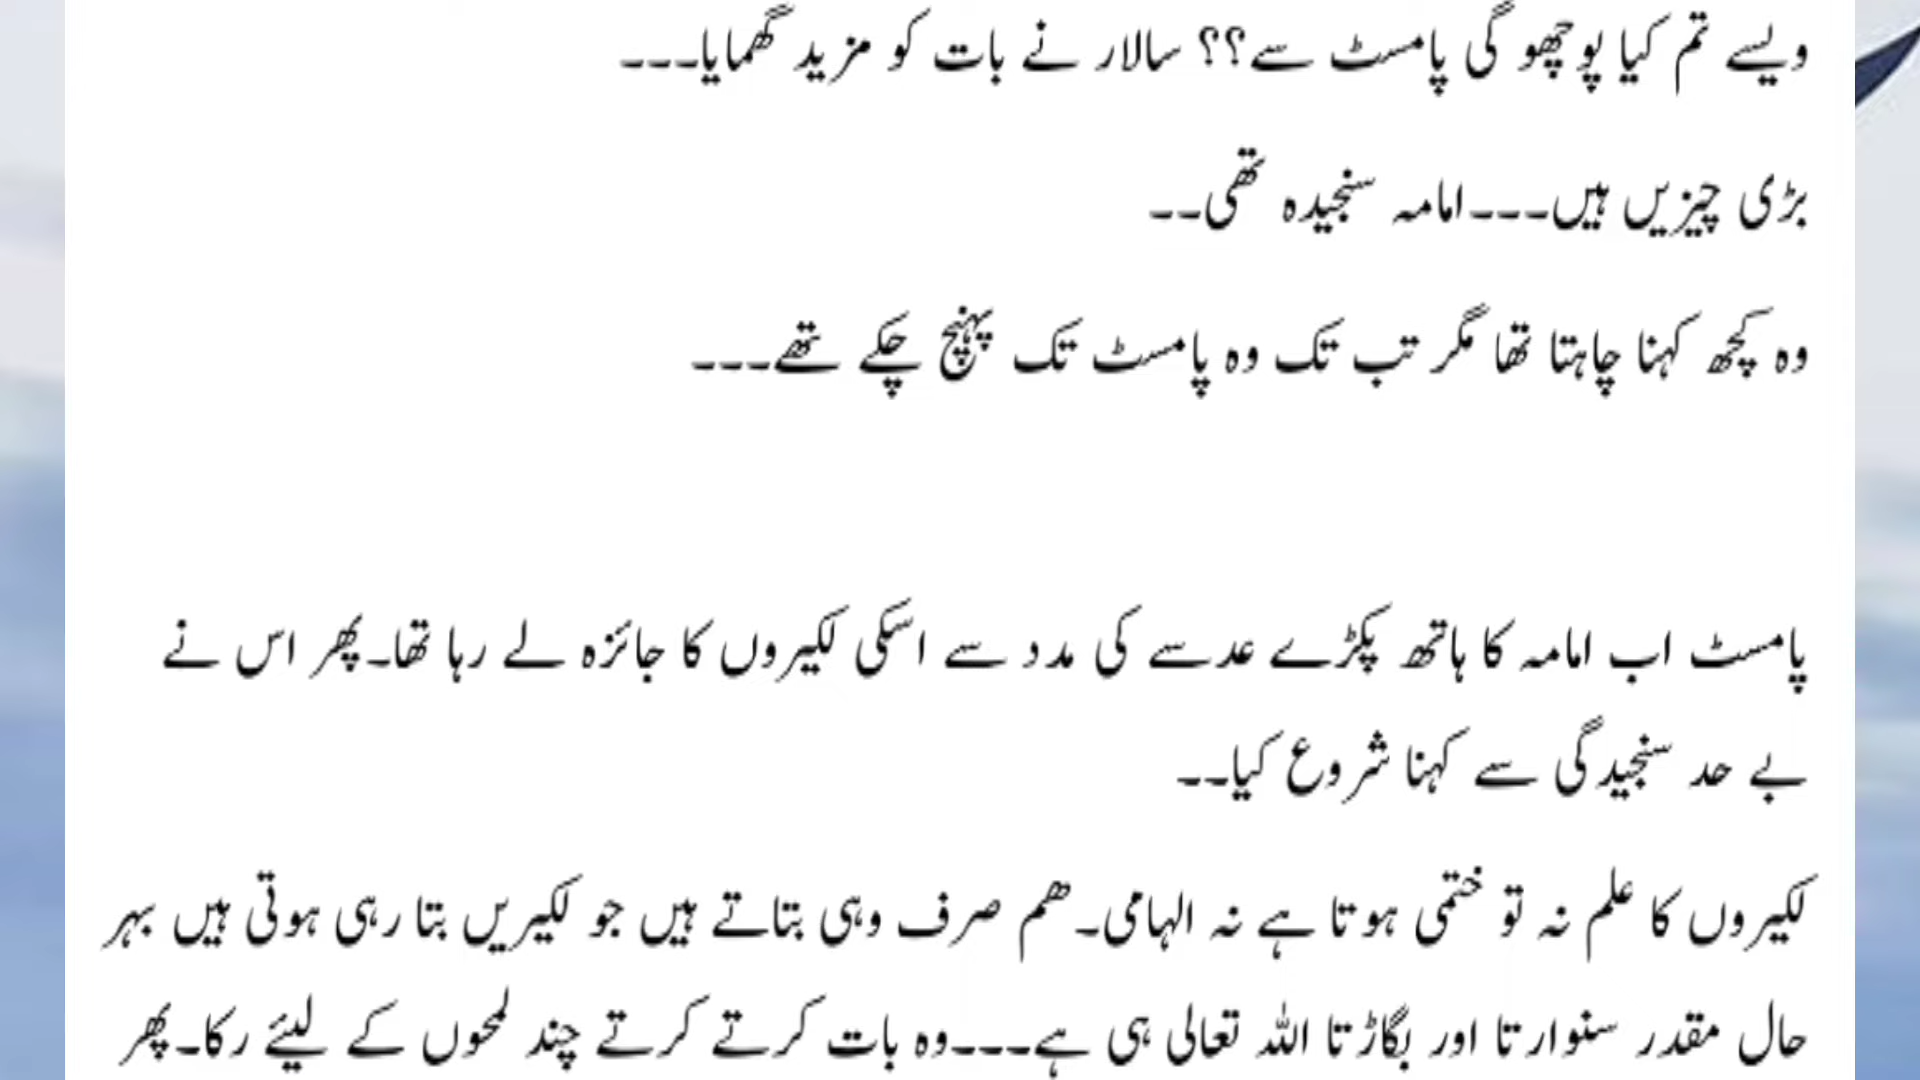 ویسے تم کیا پوچھو گی پامسٹ سے؟؟ سالار نے بات کو مزید گھمایا۔۔۔
بڑی چیزیں ہیں۔۔۔امامہ سنجیدہ تھی۔۔
وہ کچھ کہنا چاہتا تھا مگر تب تک وہ پامسٹ تک پہنچ چکے تھے۔۔۔
پامسٹ اب امامہ کا ہاتھ پکڑے عدسے کی مدد سے اسکی لکیروں کا جائزہ لے رہا تھا۔پھر اس نے
بے حد سنجیدگی سے کہنا شروع کیا۔۔
لکیروں کا علم نہ تو ختمی ہوتا ہے نہ الہامی۔ھم صرف وہی بتاتے ہیں جو لکیریں بتا رہی ہوتی ہیں بہر
حال مقدر سنوارتا اور بگاڑتا اللہ تعالی ہی ہے۔۔۔وہ بات کرتے کرتے چند لمحوں کے لیئے رکا۔پھر